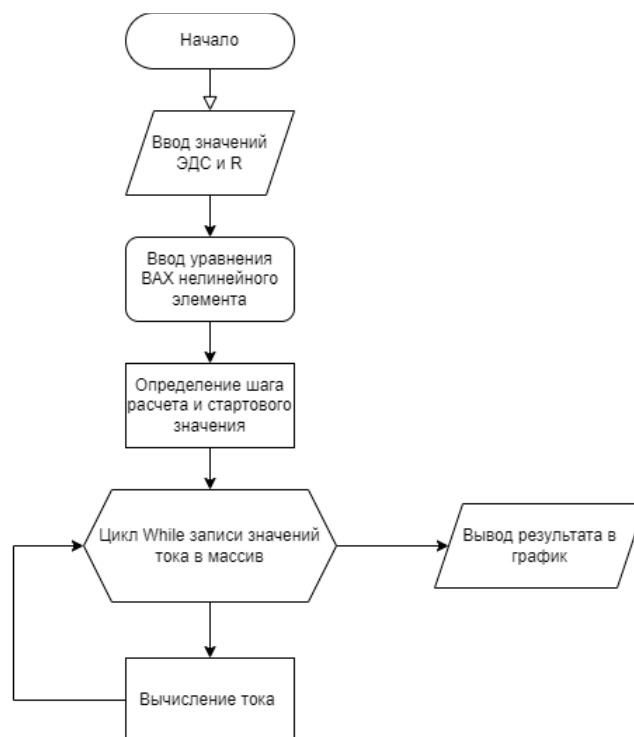 Начало
Ввод значений
ЭДС и R
Ввод уравнения
ВАХ нелинейного
элемента
Определение шага
расчета и стартового
значения
Цикл While записи значений
тока в массив
Вывод результата в
график
Вычисление тока